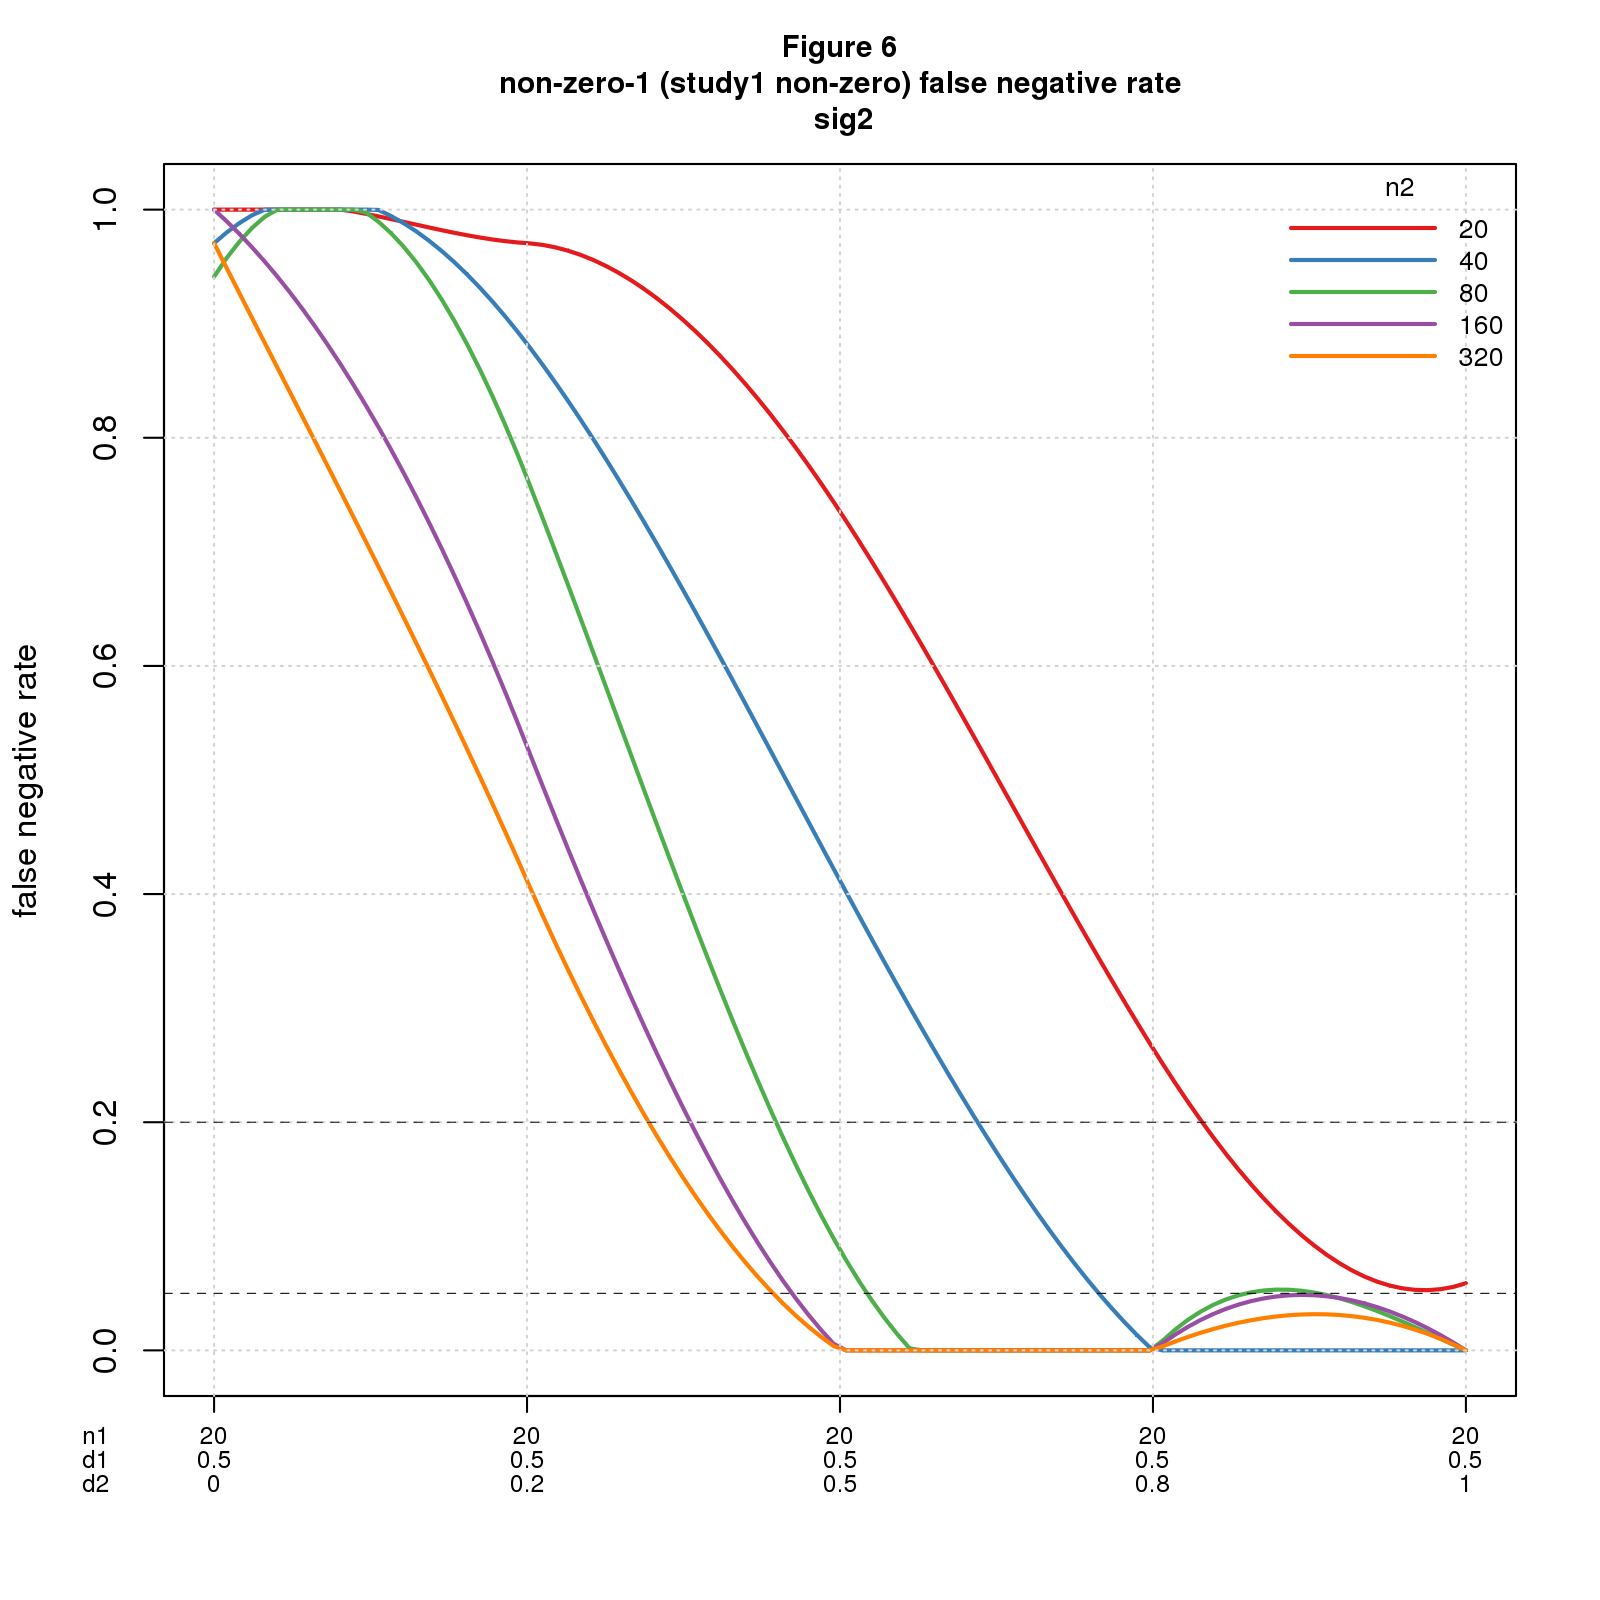 Figure 6
non-zero-1 (study1 non-zero) false negative rate
sig2
n2
20
40
80
160
320
false negative rate
1.0
0.8
0.6
0.4
0.2
0.0
n1 20 20 20 20 20
d1 0.5 0.5 0.5 0.5 0.5
d2 0 0.2 0.5 0.8 1